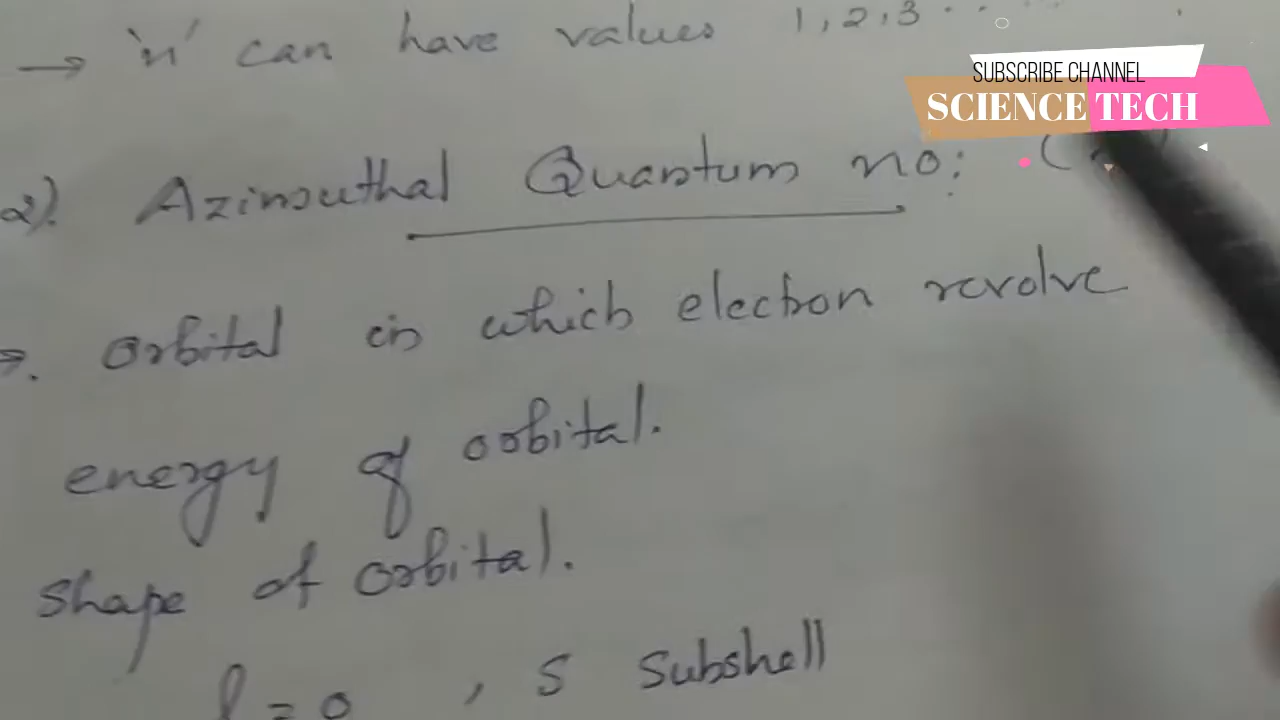 → 'n' can have values 1, 2, 3 . . .
SUBSCRIBE CHANNEL
SCIENCE TECH
2). Azimuthal Quantum no:
→. orbital in which electron revolve
energy of orbital.
shape of orbital.
l = 0 , s subshell